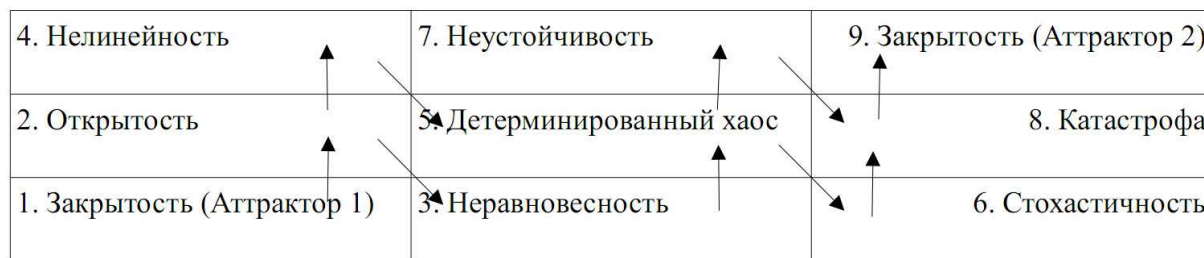 4. Нелинейность 7. Неустойчивость 9. Закрытость (Аттрактор 2)
2. Открытость 5. Детерминированный хаос 8. Катастрофа
1. Закрытость (Аттрактор 1) 3. Неравновесность 6. Стохастичность